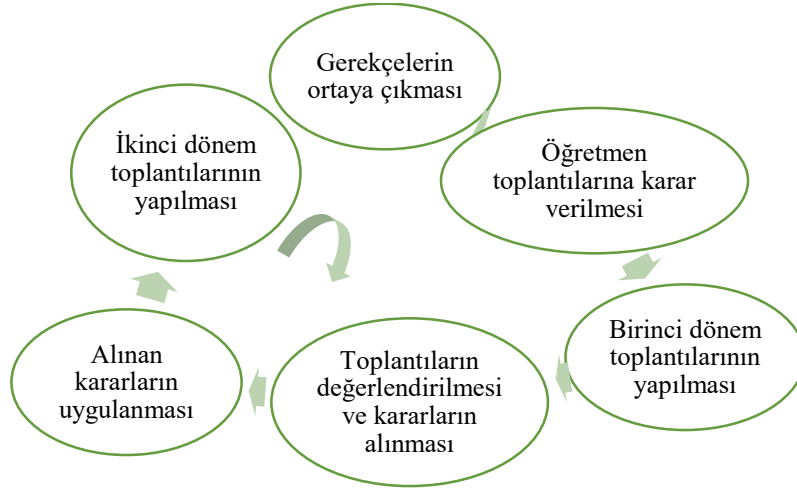 Gerekçelerin
ortaya çıkması
Öğretmen
toplantılarına karar
verilmesi
Birinci dönem
toplantılarının
yapılması
Toplantıların
değerlendirilmesi
ve kararların
alınması
Alınan
kararların
uygulanması
İkinci dönem
toplantılarının
yapılması